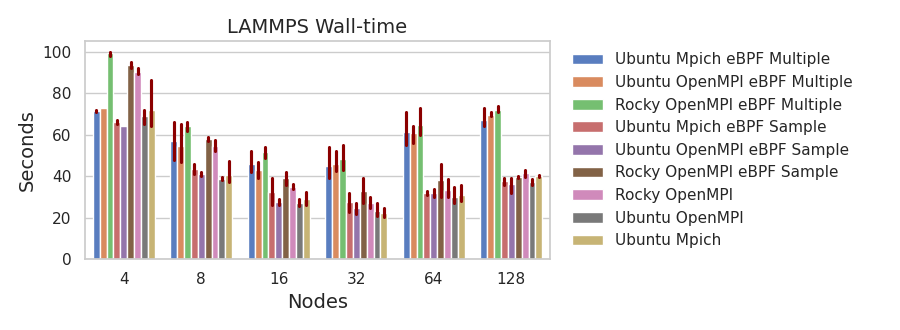 LAMMPS Wall-time
Seconds
100
80
60
40
20
0
4 8 16 32 64 128
Nodes
Ubuntu Mpich eBPF Multiple
Ubuntu OpenMPI eBPF Multiple
Rocky OpenMPI eBPF Multiple
Ubuntu Mpich eBPF Sample
Ubuntu OpenMPI eBPF Sample
Rocky OpenMPI eBPF Sample
Rocky OpenMPI
Ubuntu OpenMPI
Ubuntu Mpich